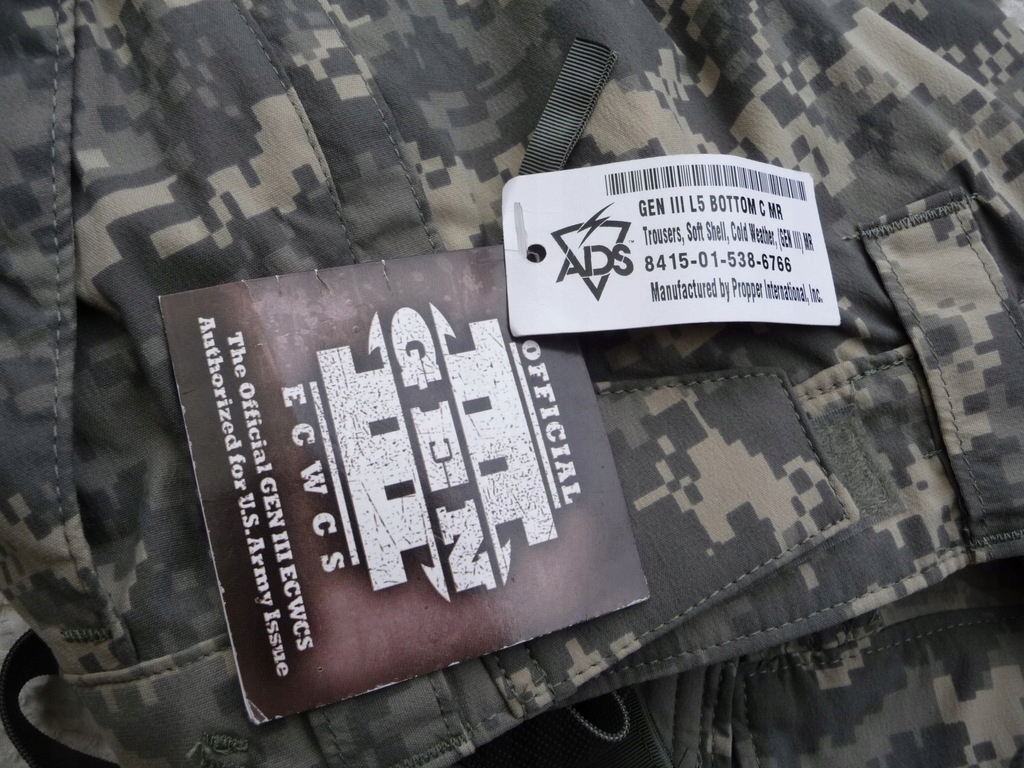 GEN III L5 BOTTOM C MR
Trousers, Soft Shell, Cold Weather, (GEN III) MR
8415-01-538-6766
Manufactured by Propper International, Inc.
ADS™
OFFICIAL
GEN
III
ECWCS
The Official GEN III ECWCS
Authorized for U.S. Army Issue